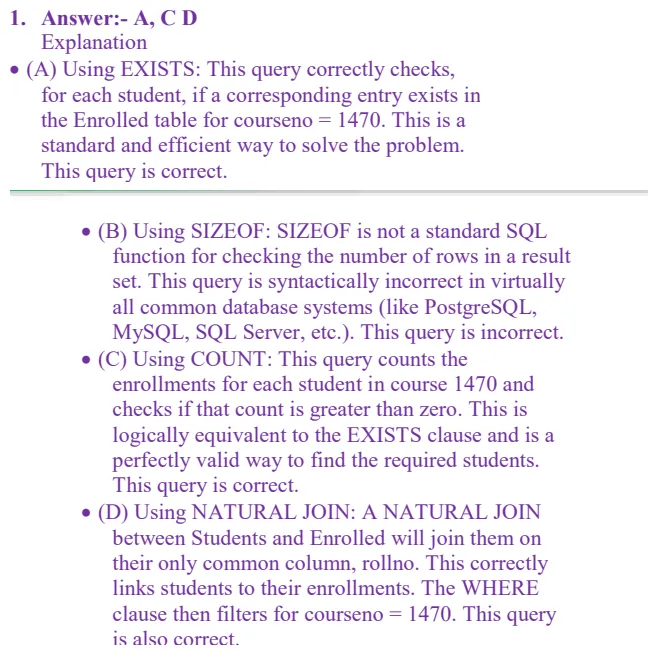 1. Answer:- A, C D
Explanation
• (A) Using EXISTS: This query correctly checks,
for each student, if a corresponding entry exists in
the Enrolled table for courseno = 1470. This is a
standard and efficient way to solve the problem.
This query is correct.
• (B) Using SIZEOF: SIZEOF is not a standard SQL
function for checking the number of rows in a result
set. This query is syntactically incorrect in virtually
all common database systems (like PostgreSQL,
MySQL, SQL Server, etc.). This query is incorrect.
• (C) Using COUNT: This query counts the
enrollments for each student in course 1470 and
checks if that count is greater than zero. This is
logically equivalent to the EXISTS clause and is a
perfectly valid way to find the required students.
This query is correct.
• (D) Using NATURAL JOIN: A NATURAL JOIN
between Students and Enrolled will join them on
their only common column, rollno. This correctly
links students to their enrollments. The WHERE
clause then filters for courseno = 1470. This query
is also correct.